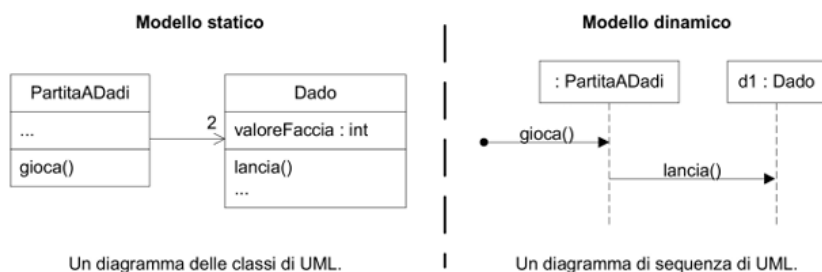 Modello statico
PartitaADadi
...
gioca()
2
Dado
valoreFaccia : int
lancia()
...
Un diagramma delle classi di UML.
Modello dinamico
: PartitaADadi
d1 : Dado
gioca()
lancia()
Un diagramma di sequenza di UML.